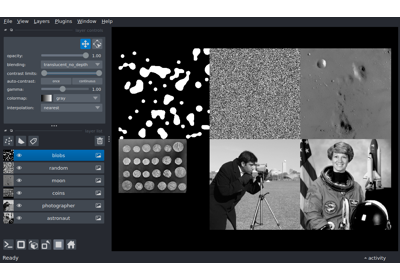 File View Layers Plugins Window Help
opacity: 1.00
blending: translucent_no_depth
contrast limits:
auto-contrast: once continuous
gamma: 1.00
colormap: gray
interpolation: nearest
blobs
random
moon
coins
photographer
astronaut
Ready activity